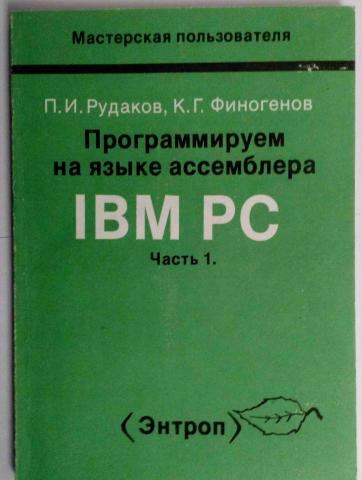 Мастерская пользователя
П.И.Рудаков, К.Г.Финогенов
Программируем
на языке ассемблера
IBM PC
Часть 1.
(Энтроп)